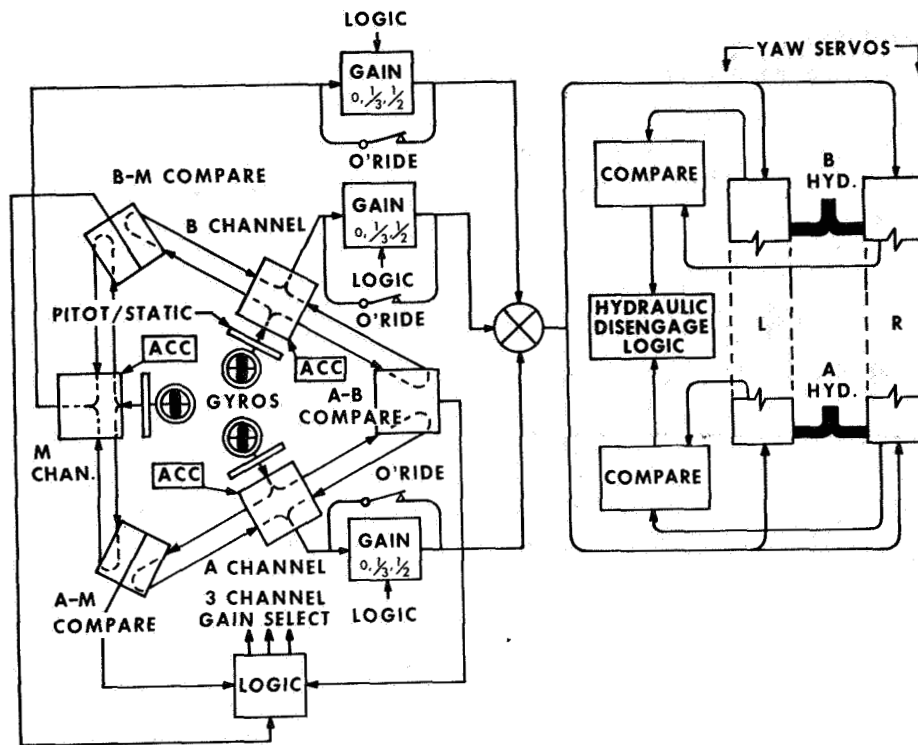 LOGIC
GAIN
0, 1/3, 1/2
O'RIDE
YAW SERVOS
B-M COMPARE
B CHANNEL
GAIN
0, 1/3, 1/2
LOGIC
O'RIDE
COMPARE
B
HYD.
PITOT/STATIC
ACC
ACC
GYROS
A-B
COMPARE
HYDRAULIC
DISENGAGE
LOGIC
L
R
M
CHAN.
ACC
A
HYD.
O'RIDE
COMPARE
GAIN
0, 1/3, 1/2
LOGIC
A CHANNEL
A-M
COMPARE
3 CHANNEL
GAIN SELECT
LOGIC